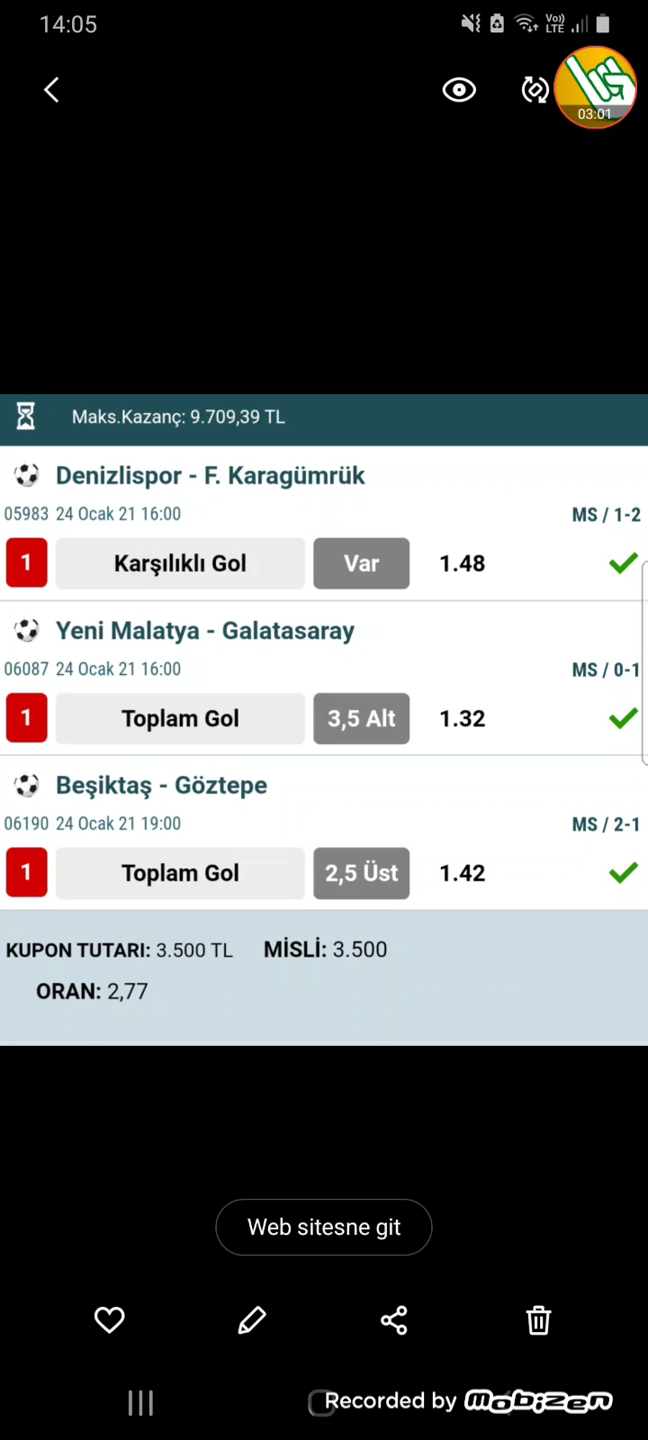 14:05
Vo))
LTE
03:01
Maks.Kazanç: 9.709,39 TL
Denizlispor - F. Karagümrük
05983 24 Ocak 21 16:00 MS / 1-2
1 Karşılıklı Gol Var 1.48
Yeni Malatya - Galatasaray
06087 24 Ocak 21 16:00 MS / 0-1
1 Toplam Gol 3,5 Alt 1.32
Beşiktaş - Göztepe
06190 24 Ocak 21 19:00 MS / 2-1
1 Toplam Gol 2,5 Üst 1.42
KUPON TUTARI: 3.500 TL MİSLİ: 3.500
ORAN: 2,77
Web sitesne git
Recorded by mobizen